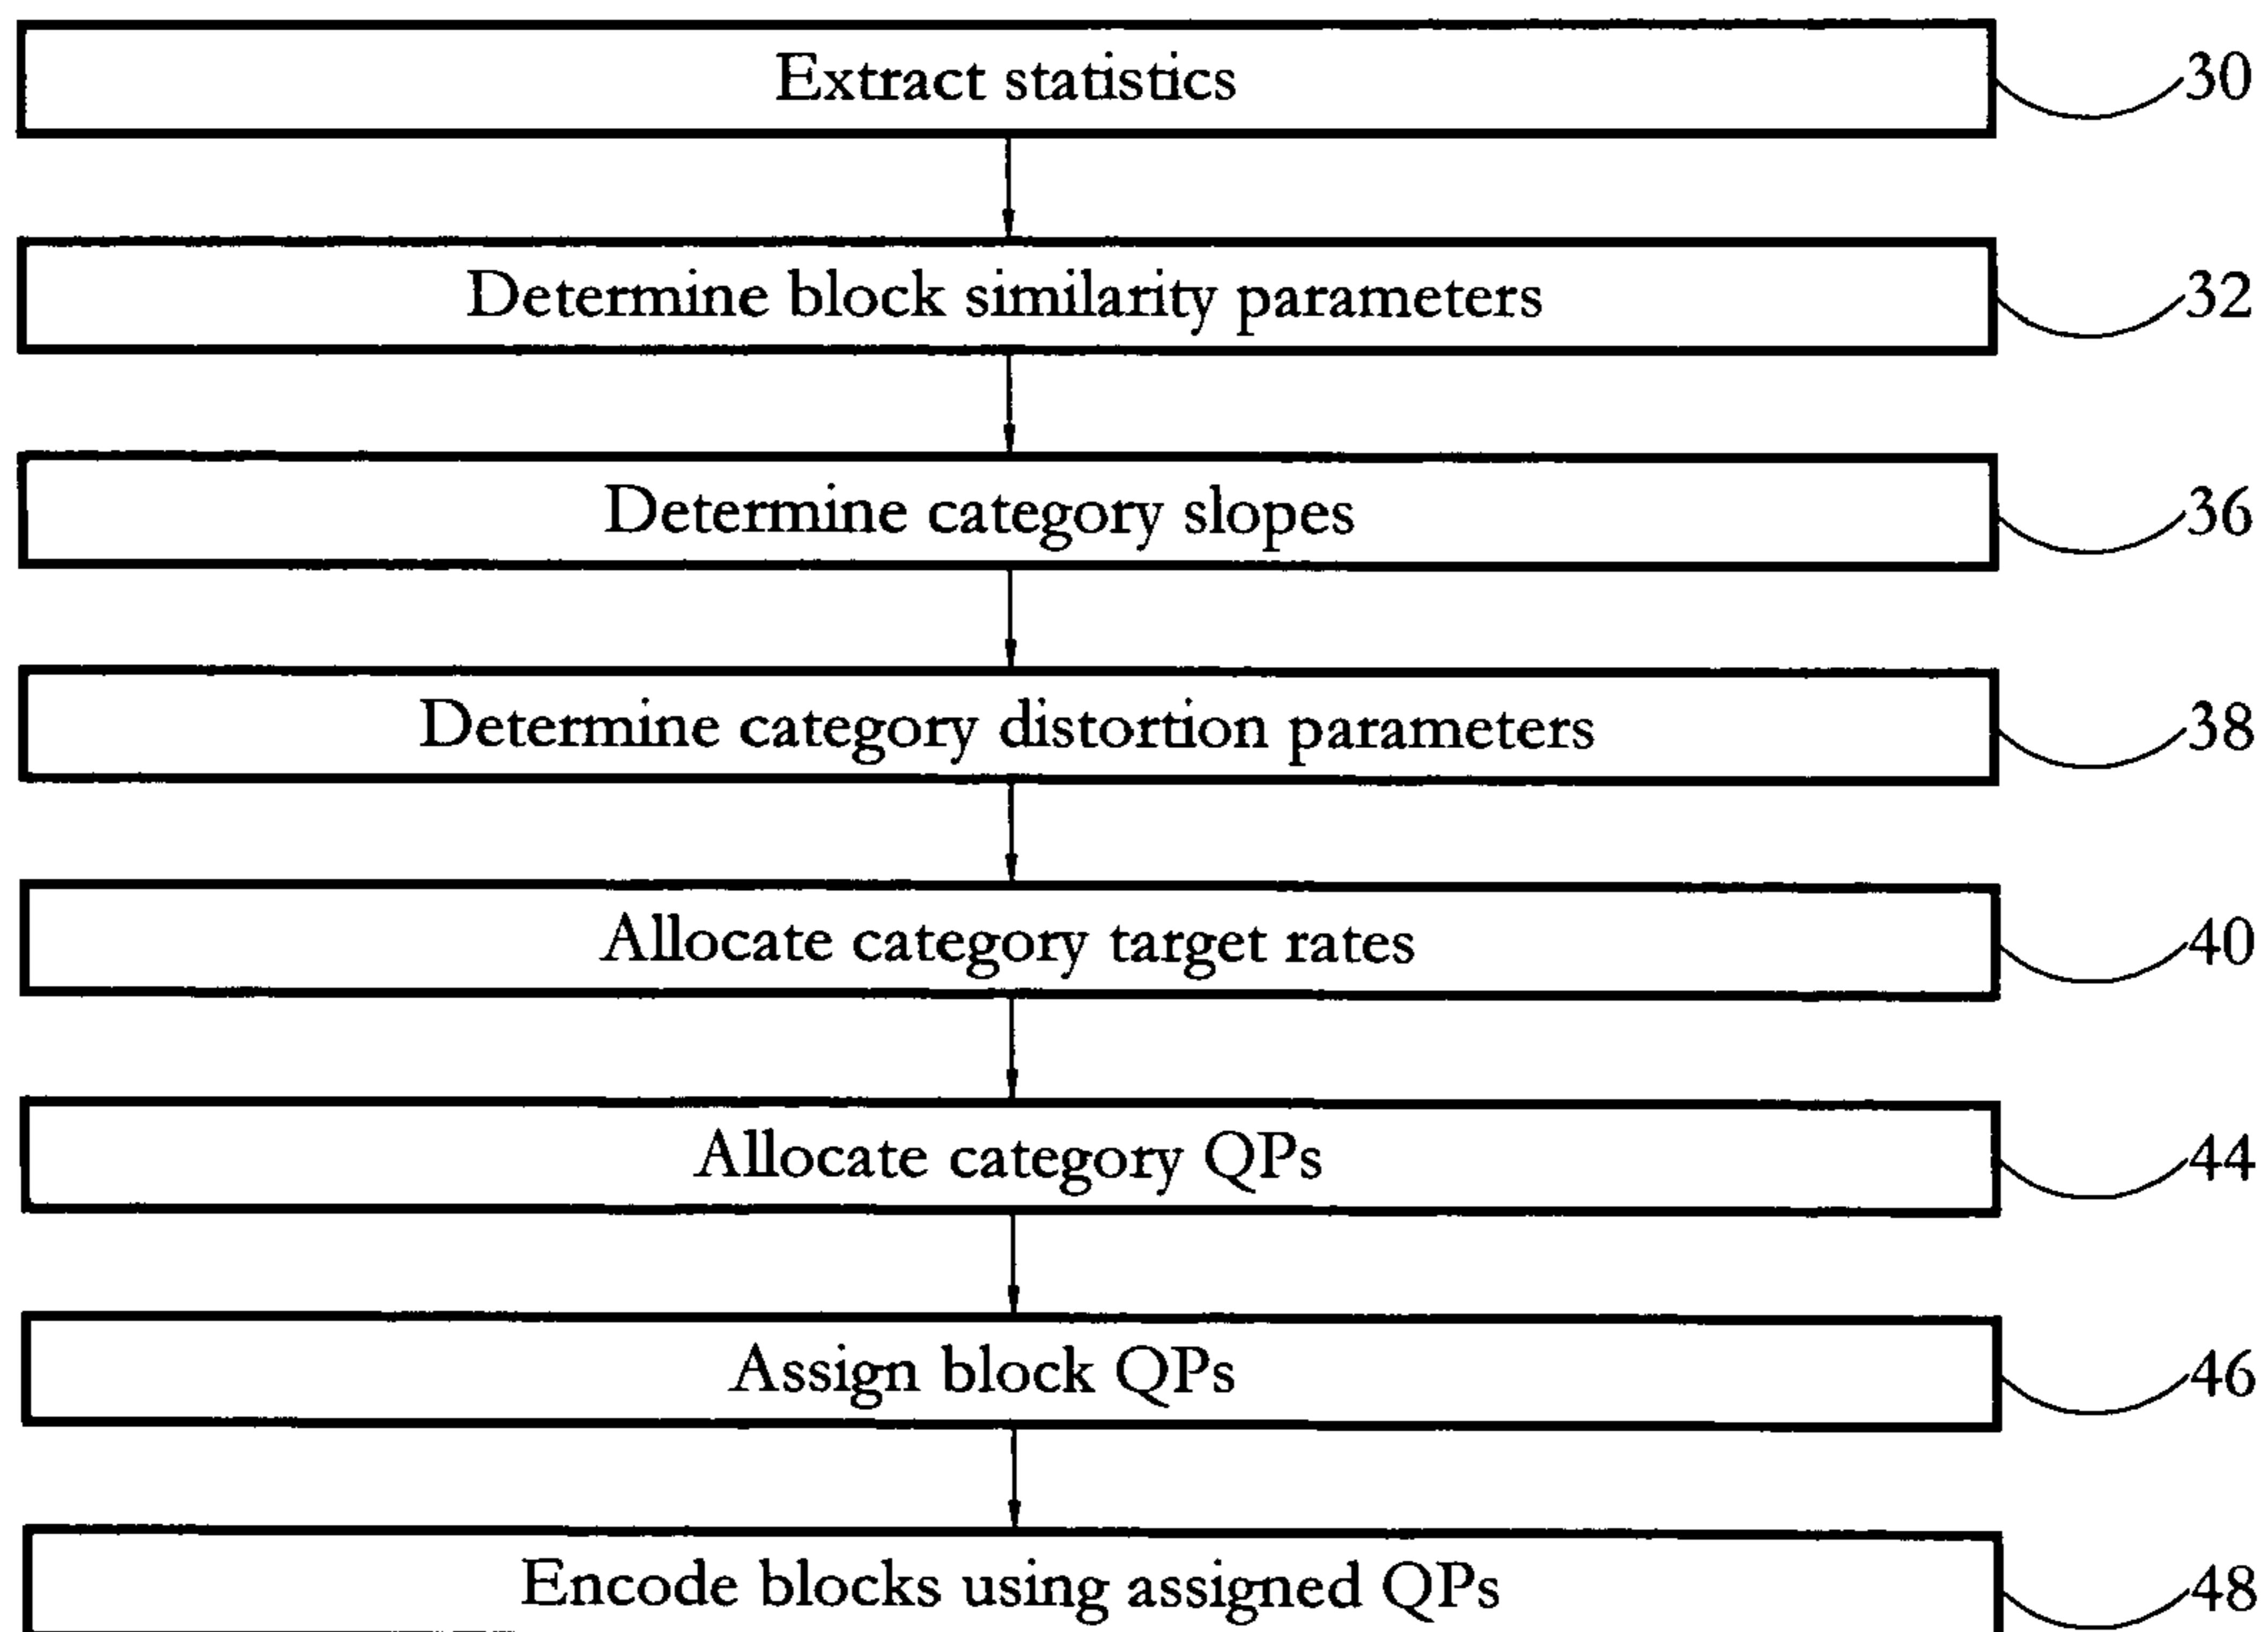 Extract statistics 30
Determine block similarity parameters 32
Determine category slopes 36
Determine category distortion parameters 38
Allocate category target rates 40
Allocate category QPs 44
Assign block QPs 46
Encode blocks using assigned QPs 48